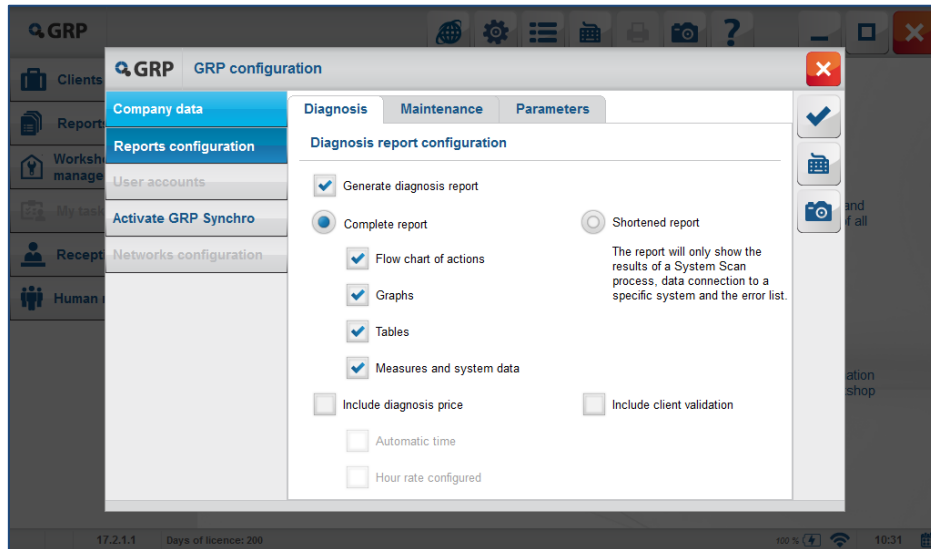 GRP
GRP GRP configuration
Clients
Reports
Worksh
manage
My task
Recept
Human
Company data
Reports configuration
User accounts
Activate GRP Synchro
Networks configuration
Diagnosis Maintenance Parameters
Diagnosis report configuration
Generate diagnosis report
Complete report
Flow chart of actions
Graphs
Tables
Measures and system data
Include diagnosis price
Automatic time
Hour rate configured
Shortened report
The report will only show the
results of a System Scan
process, data connection to a
specific system and the error list.
Include client validation
and
f all
ation
shop
17.2.1.1 Days of licence: 200 100 % 10:31